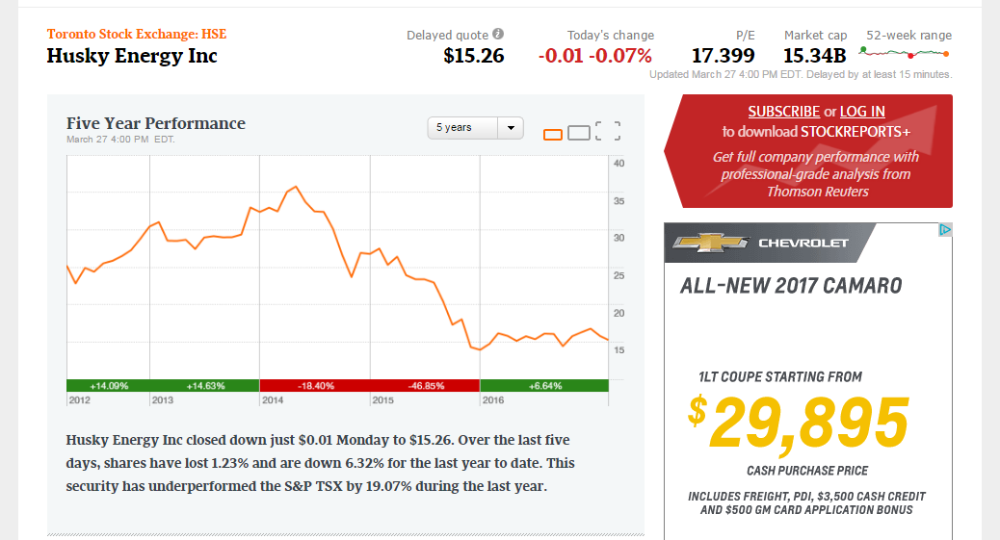 Toronto Stock Exchange: HSE
Husky Energy Inc
Delayed quote
$15.26
Today's change
-0.01 -0.07%
P/E
17.399
Market cap
15.34B
52-week range
Updated March 27 4:00 PM EDT. Delayed by at least 15 minutes.
Five Year Performance
March 27 4:00 PM EDT.
5 years
40
35
30
25
20
15
+14.09% +14.63% -18.40% -46.85% +6.64%
2012 2013 2014 2015 2016
Husky Energy Inc closed down just $0.01 Monday to $15.26. Over the last five
days, shares have lost 1.23% and are down 6.32% for the last year to date. This
security has underperformed the S&P TSX by 19.07% during the last year.
SUBSCRIBE or LOG IN
to download STOCKREPORTS+
Get full company performance with
professional-grade analysis from
Thomson Reuters
CHEVROLET
ALL-NEW 2017 CAMARO
1LT COUPE STARTING FROM
$29,895
CASH PURCHASE PRICE
INCLUDES FREIGHT, PDI, $3,500 CASH CREDIT
AND $500 GM CARD APPLICATION BONUS